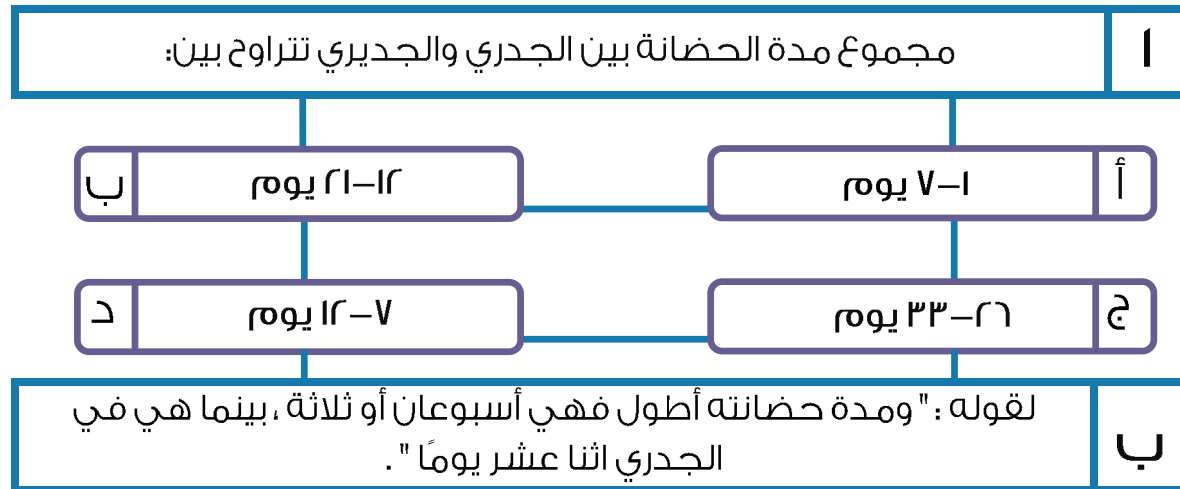 ١ مجموع مدة الحضانة بين الجدري والجديري تتراوح بين:
أ ١–٧ يوم
ب ١٢–٢١ يوم
ج ٢٦–٣٣ يوم
د ٧–١٢ يوم
ب لقوله : " ومدة حضانته أطول فهي أسبوعان أو ثلاثة ، بينما هي في
الجدري اثنا عشر يومًا " .